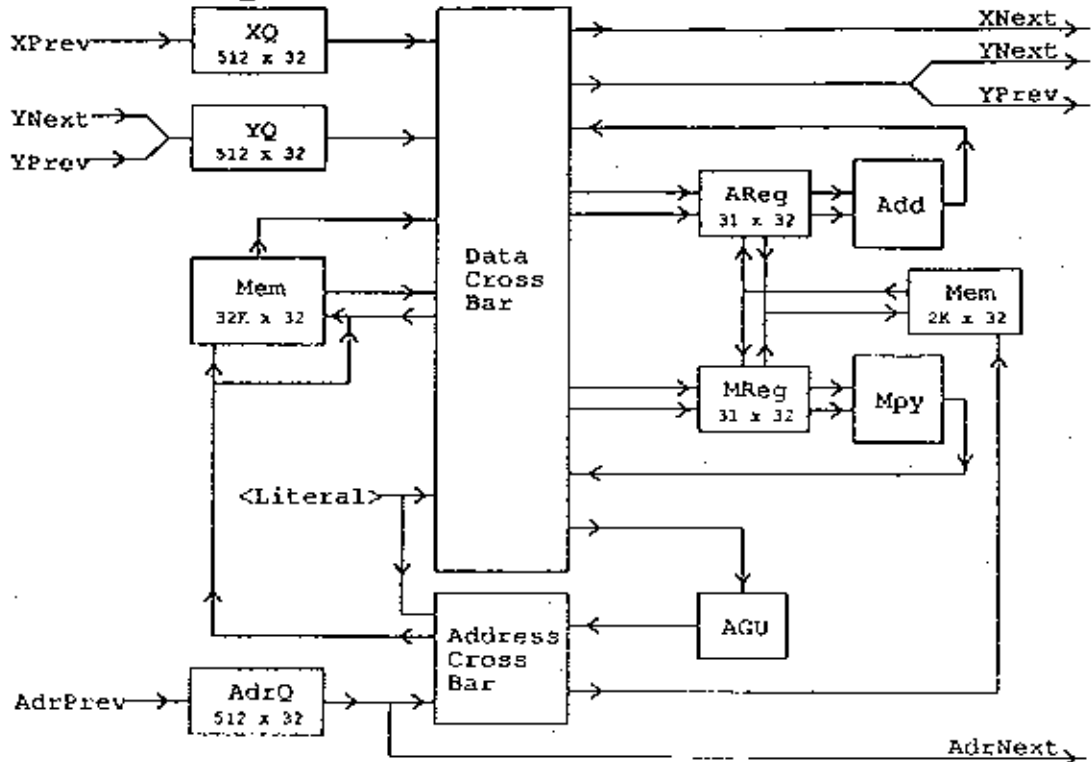 XPrev
XQ
512 x 32
XNext
YNext
YPrev
YNext
YPrev
YQ
512 x 32
Data
Cross
Bar
AReg
31 x 32
Add
Mem
32K x 32
Mem
2K x 32
MReg
31 x 32
Mpy
<Literal>
Address
Cross
Bar
AGU
AdrPrev
AdrQ
512 x 32
AdrNext